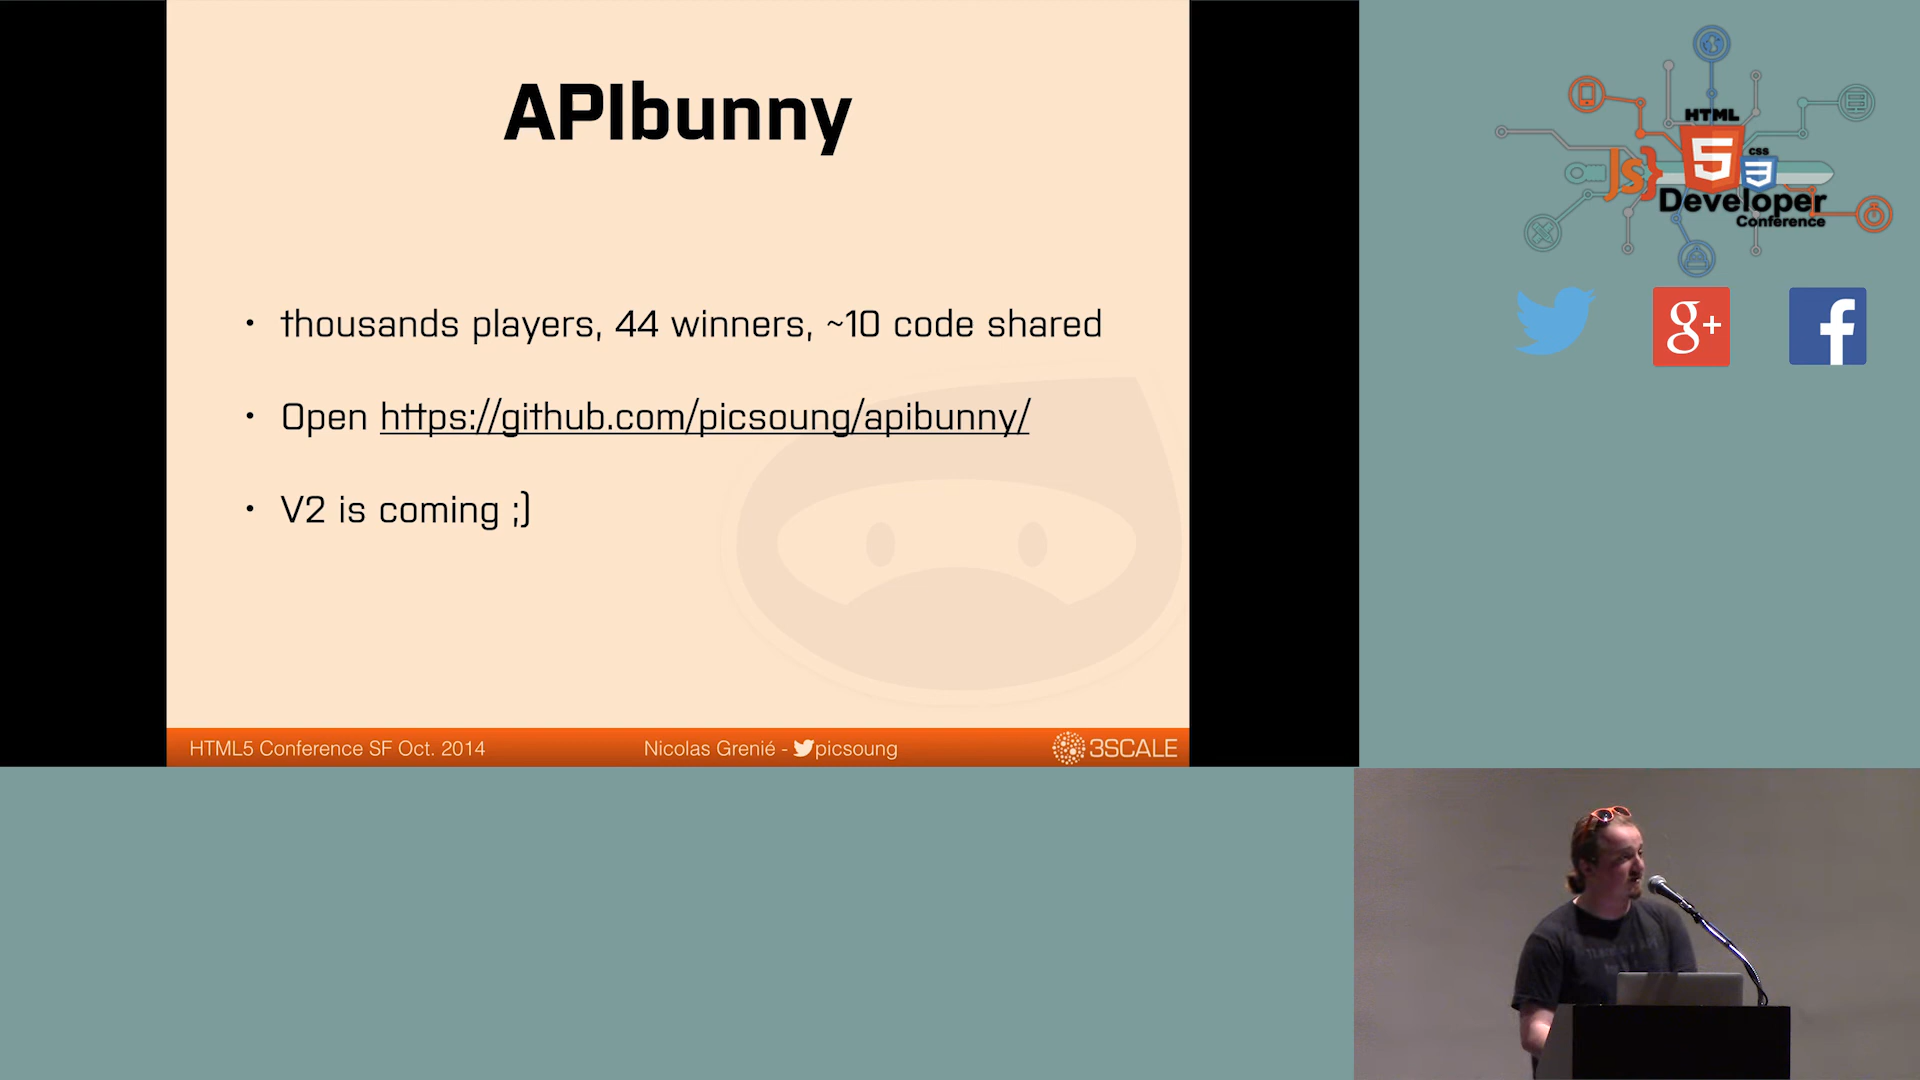 APIbunny
• thousands players, 44 winners, ~10 code shared
• Open https://github.com/picsoung/apibunny/
• V2 is coming ;)
HTML5 Conference SF Oct. 2014
Nicolas Grenié - picsoung
3SCALE
HTML
5
CSS
3
JS}
Developer
Conference
g+
f